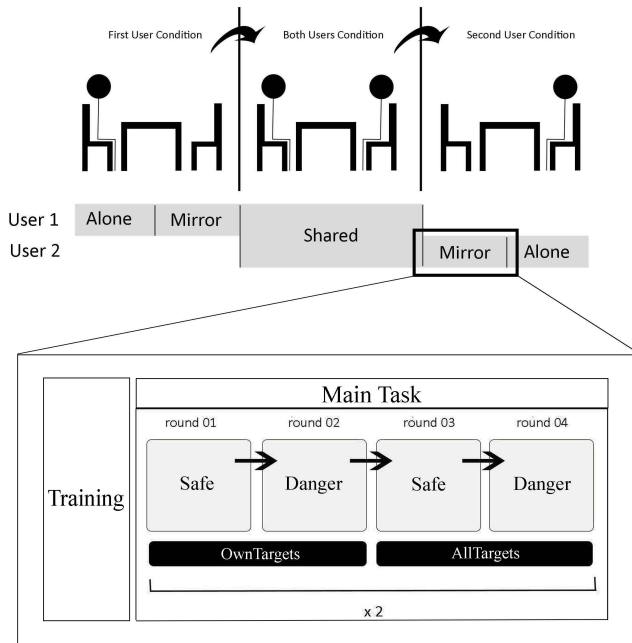 First User Condition
Both Users Condition
Second User Condition
User 1
Alone
Mirror
Shared
User 2
Mirror
Alone
Training
Main Task
round 01
round 02
round 03
round 04
Safe
Danger
Safe
Danger
OwnTargets
AllTargets
x 2